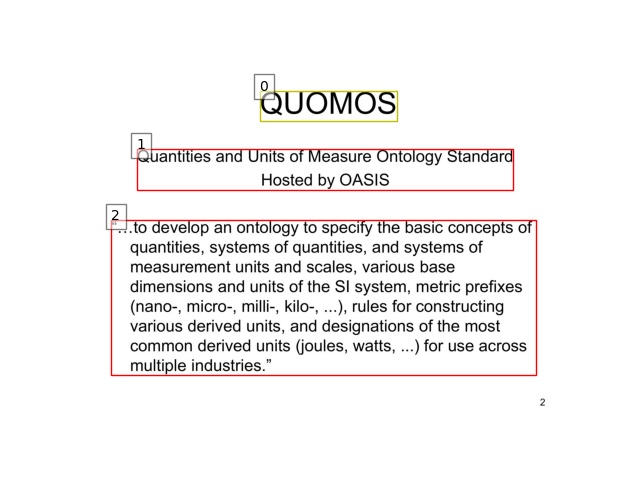 0
QUOMOS
1
Quantities and Units of Measure Ontology Standard
Hosted by OASIS
2
“…to develop an ontology to specify the basic concepts of
quantities, systems of quantities, and systems of
measurement units and scales, various base
dimensions and units of the SI system, metric prefixes
(nano-, micro-, milli-, kilo-, ...), rules for constructing
various derived units, and designations of the most
common derived units (joules, watts, ...) for use across
multiple industries.”
2